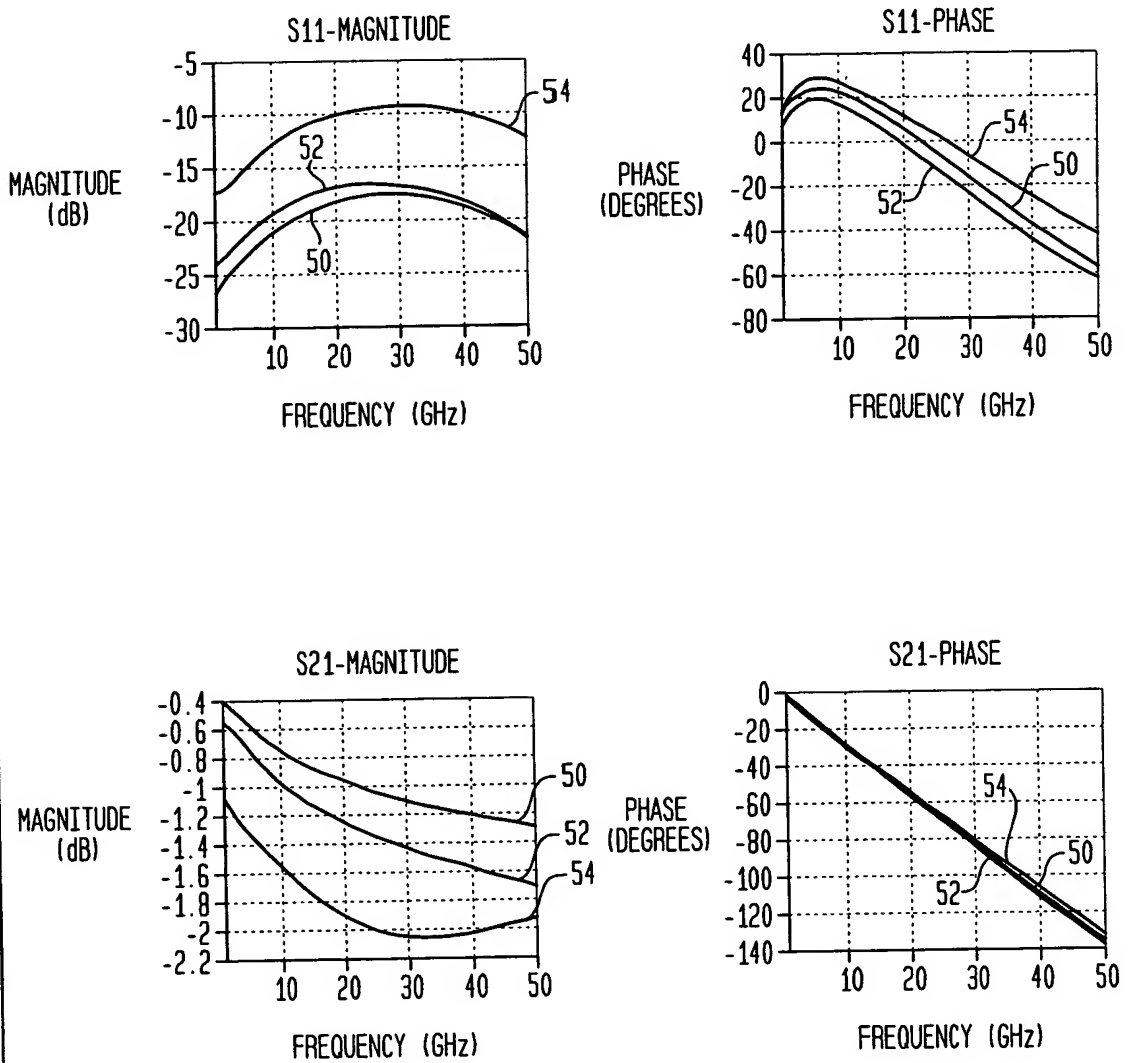 S11-MAGNITUDE
-5
-10
-15
-20
-25
-30
10 20 30 40 50
MAGNITUDE
(dB)
FREQUENCY (GHz)
54
52
50
S11-PHASE
40
20
0
-20
-40
-60
-80
10 20 30 40 50
PHASE
(DEGREES)
FREQUENCY (GHz)
54
50
52
S21-MAGNITUDE
-0.4
-0.6
-0.8
-1
-1.2
-1.4
-1.6
-1.8
-2
-2.2
10 20 30 40 50
MAGNITUDE
(dB)
FREQUENCY (GHz)
50
52
54
S21-PHASE
0
-20
-40
-60
-80
-100
-120
-140
10 20 30 40 50
PHASE
(DEGREES)
FREQUENCY (GHz)
54
50
52